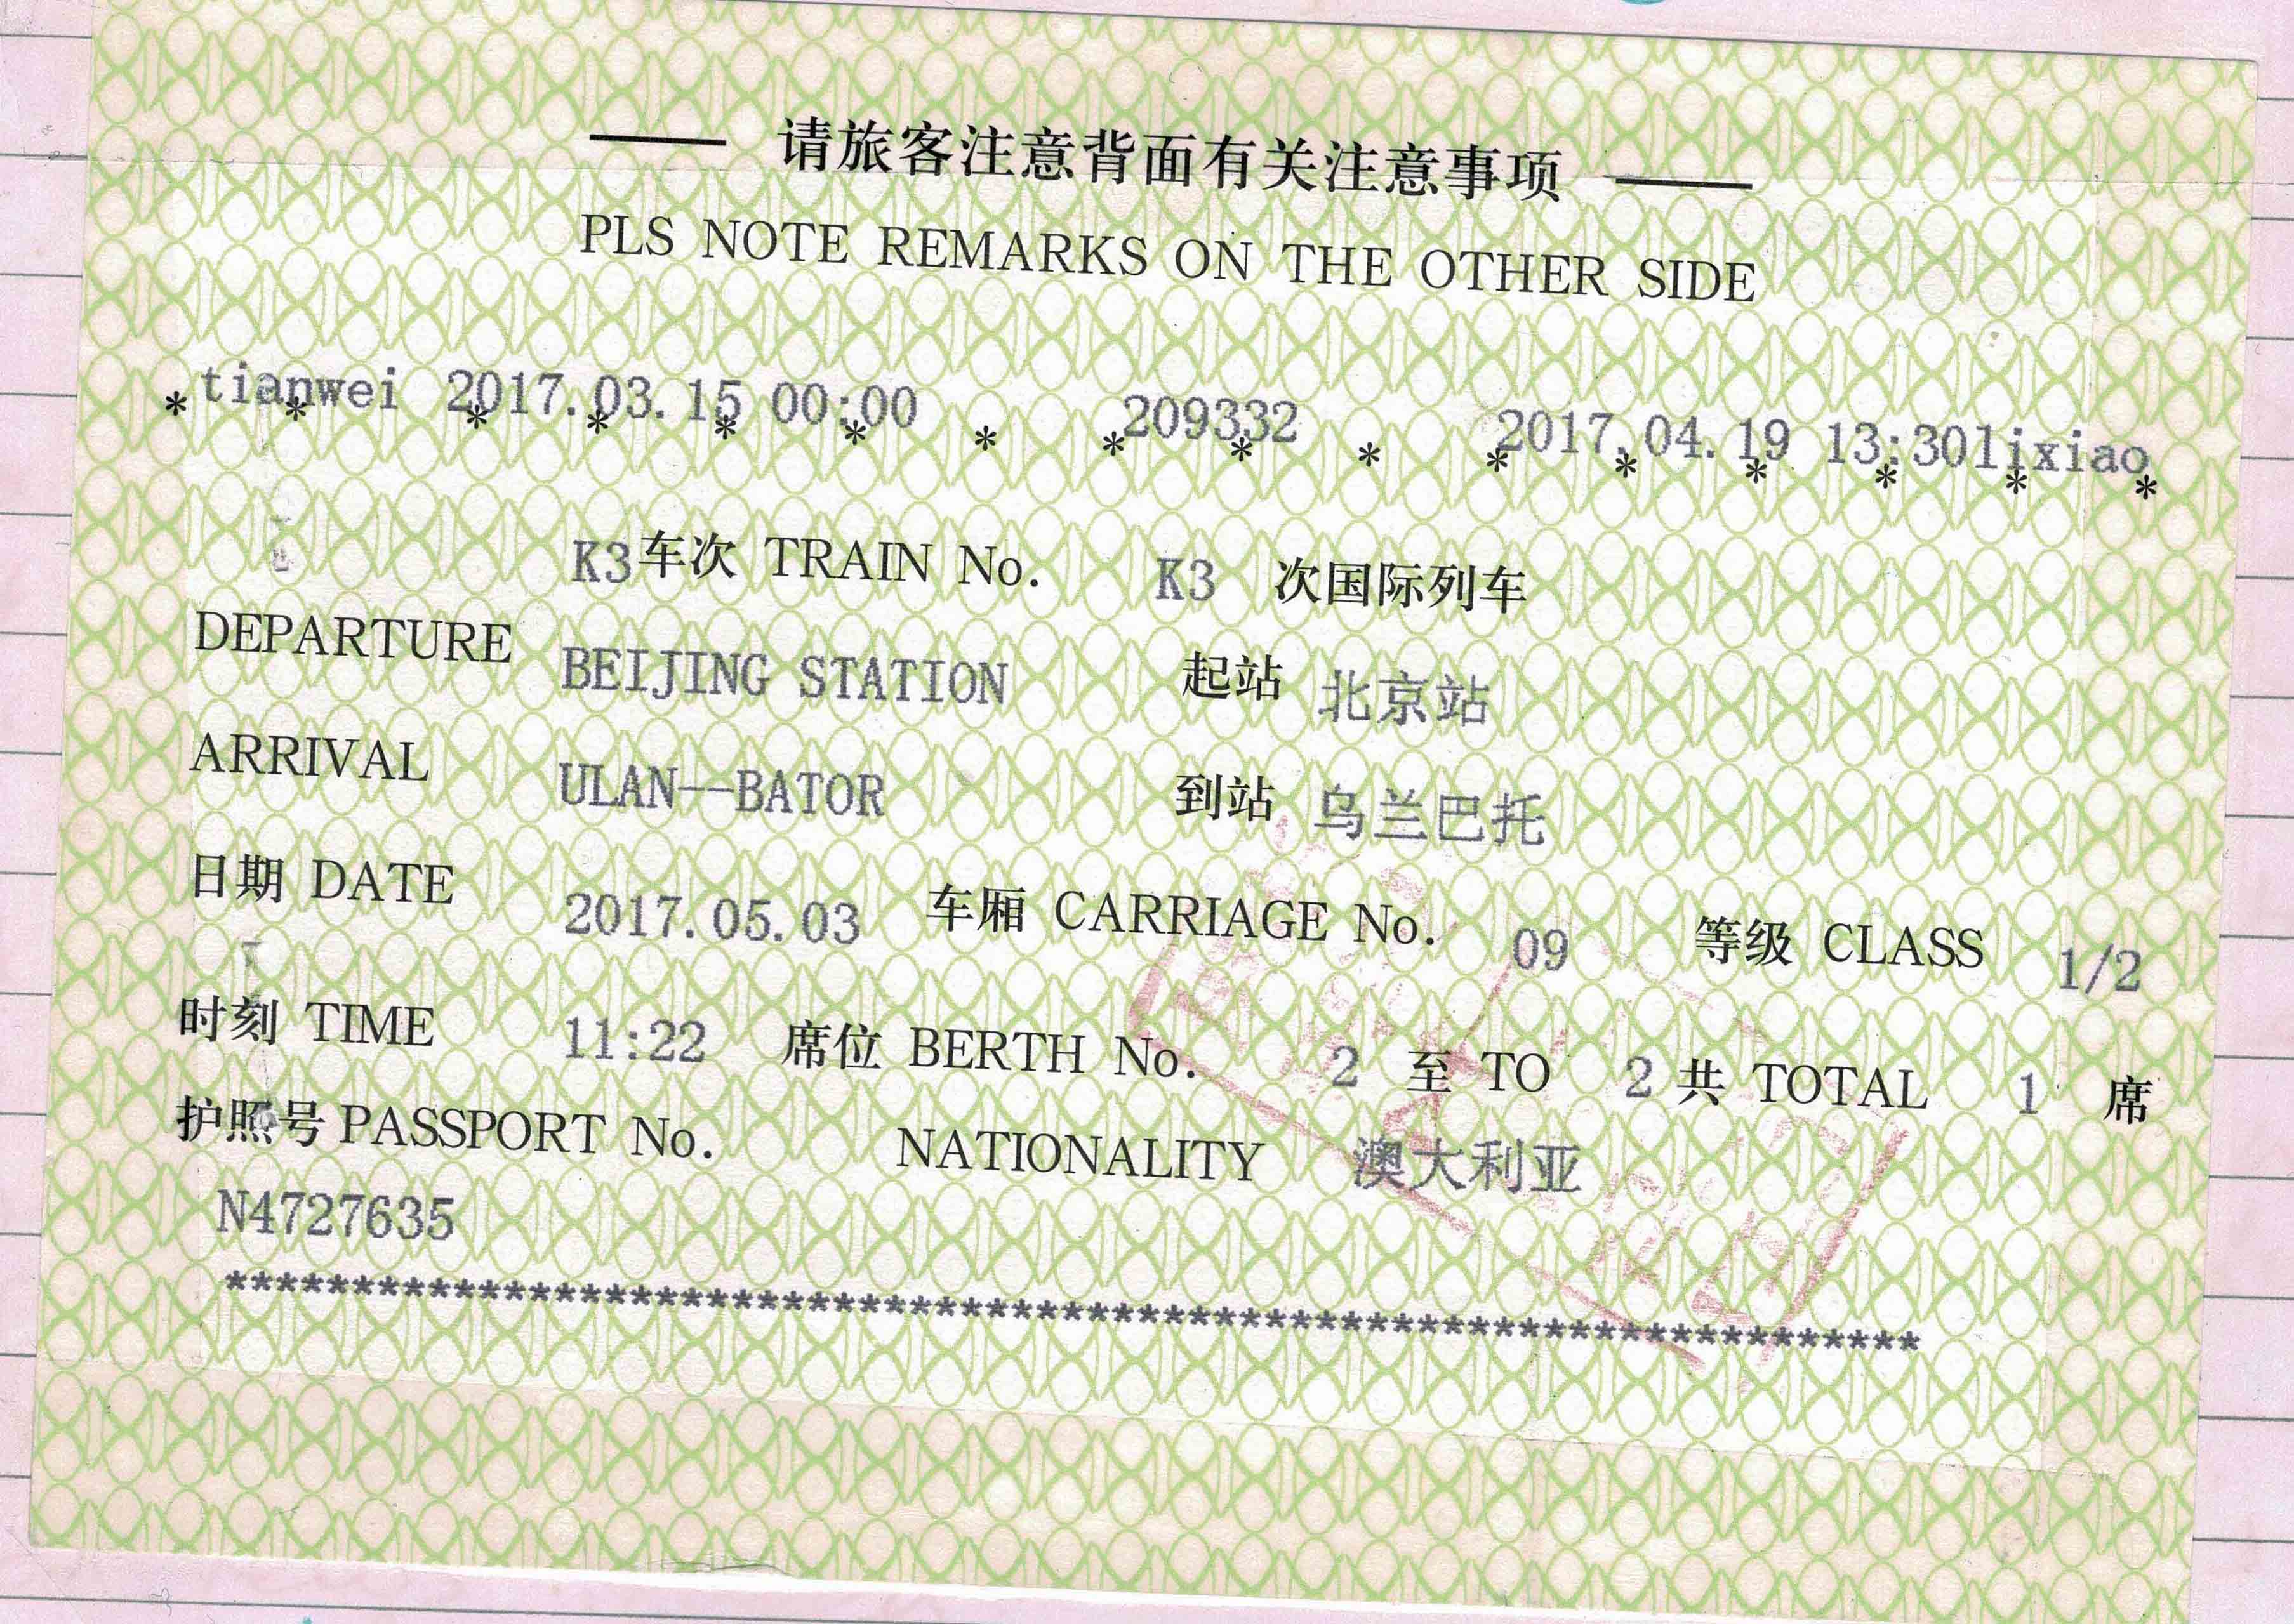 —— 请旅客注意背面有关注意事项 ——
PLS NOTE REMARKS ON THE OTHER SIDE
tianwei 2017.03.15 00:00 209332 2017.04.19 13:30lixiao
* * * * * * * * * * * * * * * *
K3车次 TRAIN No. K3 次国际列车
DEPARTURE BEIJING STATION 起站 北京站
ARRIVAL ULAN--BATOR 到站 乌兰巴托
日期 DATE 2017.05.03 车厢 CARRIAGE No. 09 等级 CLASS 1/2
时刻 TIME 11:22 席位 BERTH No. 2 至 TO 2 共 TOTAL 1 席
护照号 PASSPORT No. NATIONALITY 澳大利亚
N4727635
*******************************************************************